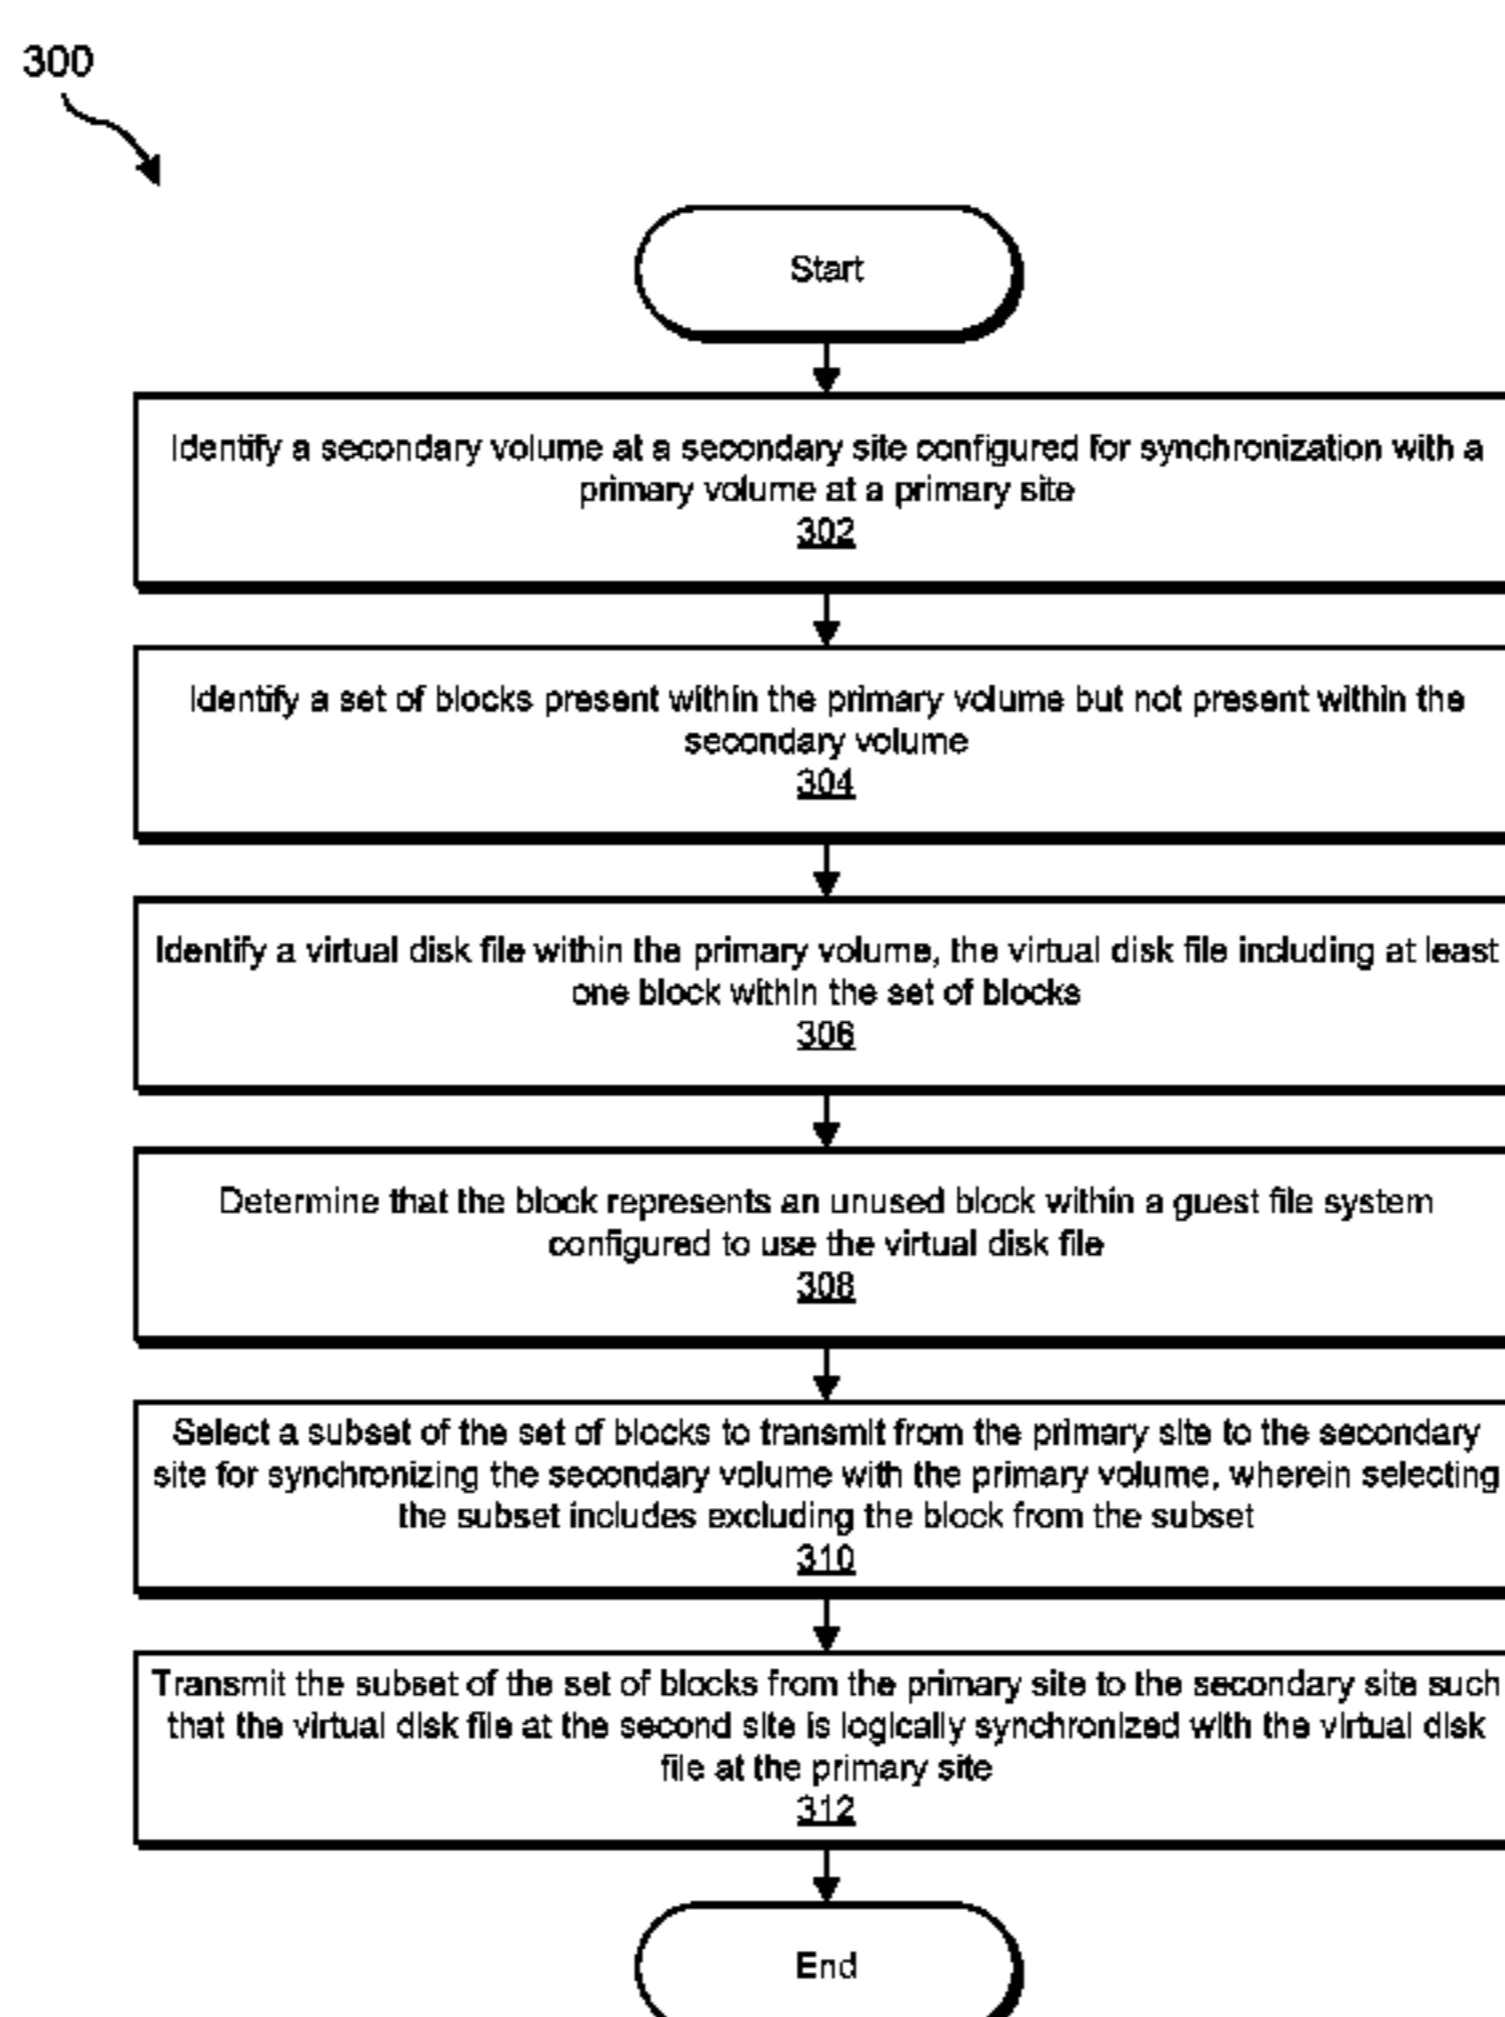 300
Start
Identify a secondary volume at a secondary site configured for synchronization with a
primary volume at a primary site
302
Identify a set of blocks present within the primary volume but not present within the
secondary volume
304
Identify a virtual disk file within the primary volume, the virtual disk file including at least
one block within the set of blocks
306
Determine that the block represents an unused block within a guest file system
configured to use the virtual disk file
308
Select a subset of the set of blocks to transmit from the primary site to the secondary
site for synchronizing the secondary volume with the primary volume, wherein selecting
the subset includes excluding the block from the subset
310
Transmit the subset of the set of blocks from the primary site to the secondary site such
that the virtual disk file at the second site is logically synchronized with the virtual disk
file at the primary site
312
End